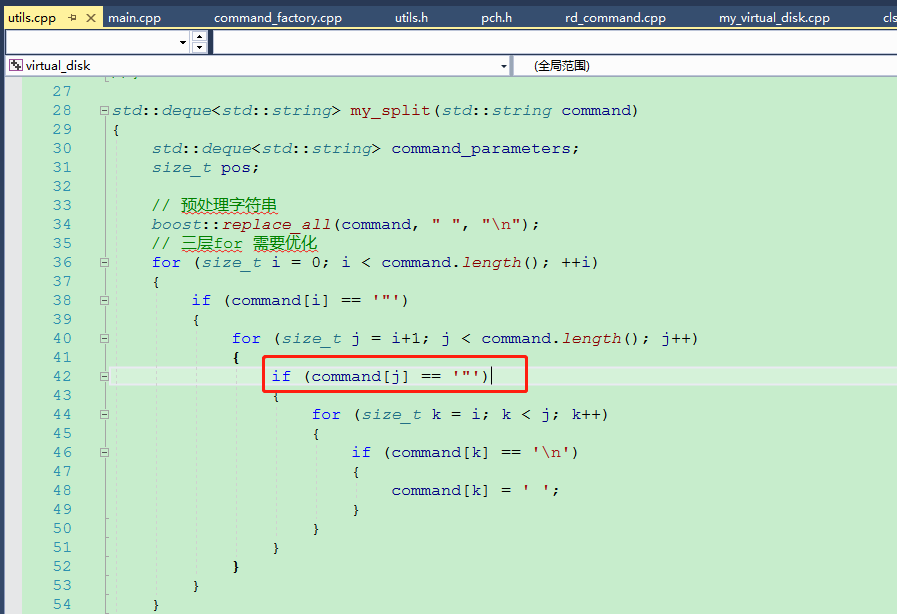 utils.cpp main.cpp command_factory.cpp utils.h pch.h rd_command.cpp my_virtual_disk.cpp cls
virtual_disk (全局范围)
27
28 std::deque<std::string> my_split(std::string command)
29 {
30 std::deque<std::string> command_parameters;
31 size_t pos;
32
33 // 预处理字符串
34 boost::replace_all(command, " ", "\n");
35 // 三层for 需要优化
36 for (size_t i = 0; i < command.length(); ++i)
37 {
38 if (command[i] == '"')
39 {
40 for (size_t j = i+1; j < command.length(); j++)
41 {
42 if (command[j] == '"')
43 {
44 for (size_t k = i; k < j; k++)
45 {
46 if (command[k] == '\n')
47 {
48 command[k] = ' ';
49 }
50 }
51 }
52 }
53 }
54 }